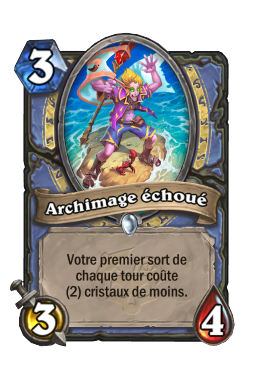 3
Archimage échoué
Votre premier sort de
chaque tour coûte
(2) cristaux de moins.
3
4